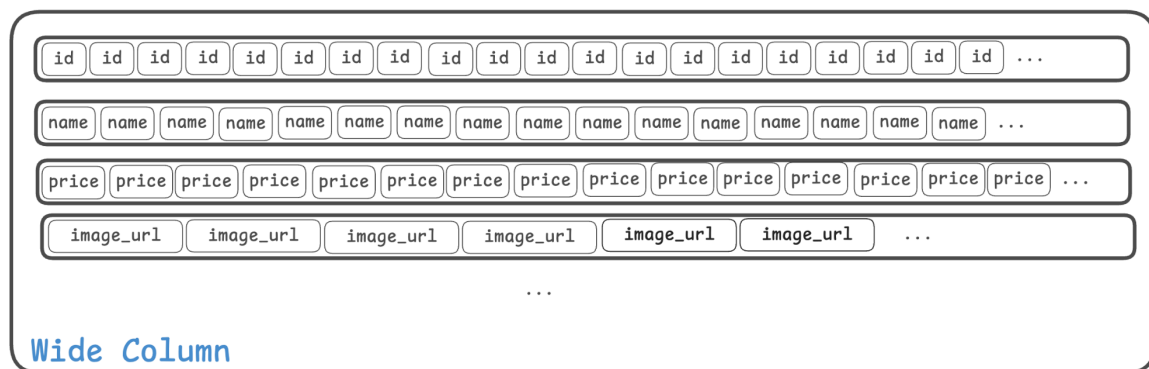 id id id id id id id id id id id id id id id id id id id id ...
name name name name name name name name name name name name name name name name ...
price price price price price price price price price price price price price price price ...
image_url image_url image_url image_url image_url image_url ...
...
Wide Column